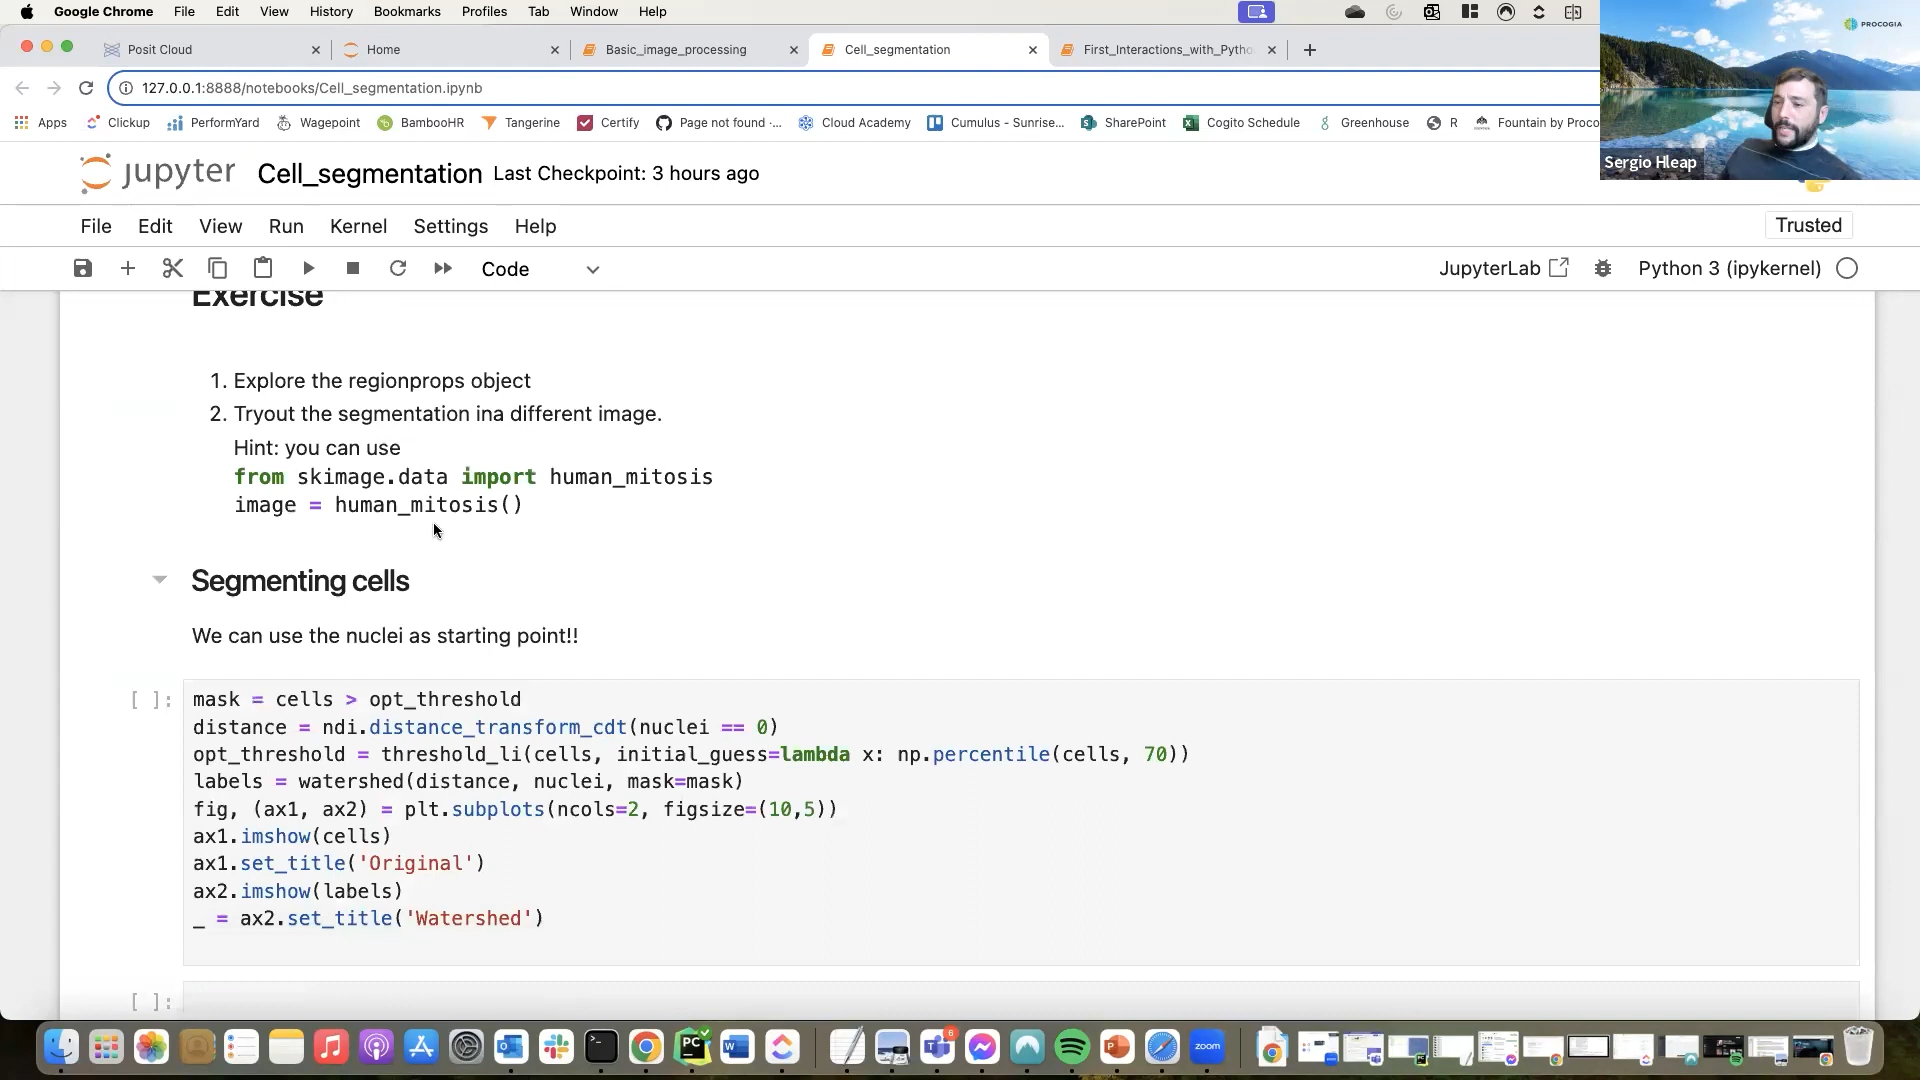 Google Chrome File Edit View History Bookmarks Profiles Tab Window Help
Posit Cloud Home Basic_image_processing Cell_segmentation First_Interactions_with_Pytho
127.0.0.1:8888/notebooks/Cell_segmentation.ipynb
Apps Clickup PerformYard Wagepoint BambooHR Tangerine Certify Page not found ·... Cloud Academy Cumulus - Sunrise... SharePoint Cogito Schedule Greenhouse R Fountain by Proco
PROCOGIA
Sergio Hleap
jupyter Cell_segmentation Last Checkpoint: 3 hours ago
File Edit View Run Kernel Settings Help
Trusted
Code
JupyterLab
Python 3 (ipykernel)
Exercise
1. Explore the regionprops object
2. Tryout the segmentation ina different image.
Hint: you can use
from skimage.data import human_mitosis
image = human_mitosis()
Segmenting cells
We can use the nuclei as starting point!!
[ ]:
mask = cells > opt_threshold
distance = ndi.distance_transform_cdt(nuclei == 0)
opt_threshold = threshold_li(cells, initial_guess=lambda x: np.percentile(cells, 70))
labels = watershed(distance, nuclei, mask=mask)
fig, (ax1, ax2) = plt.subplots(ncols=2, figsize=(10,5))
ax1.imshow(cells)
ax1.set_title('Original')
ax2.imshow(labels)
_ = ax2.set_title('Watershed')
[ ]:
PC
zoom